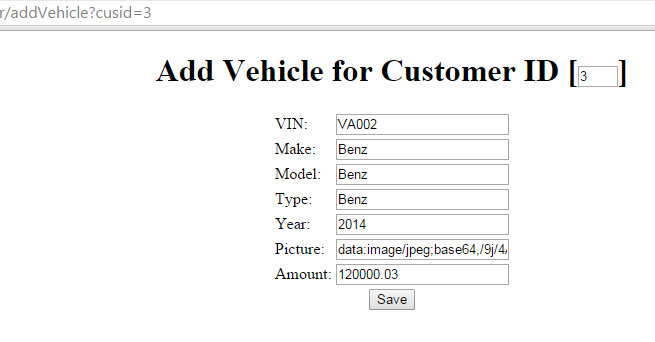 r/addVehicle?cusid=3
Add Vehicle for Customer ID [3]
VIN: VA002
Make: Benz
Model: Benz
Type: Benz
Year: 2014
Picture: data:image/jpeg;base64,/9j/4/
Amount: 120000.03
Save